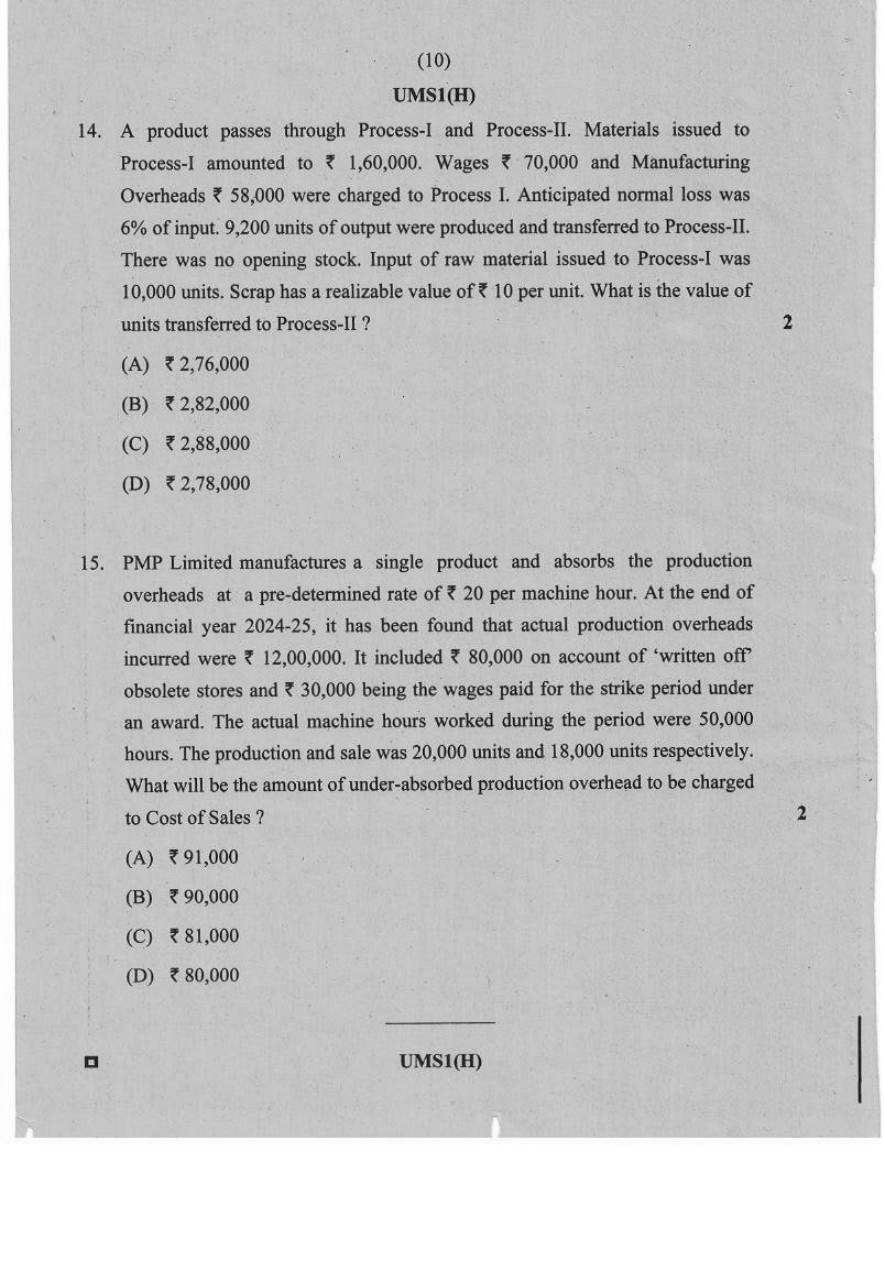 (10)
UMS1(H)
14. A product passes through Process-I and Process-II. Materials issued to
Process-I amounted to ₹ 1,60,000. Wages ₹ 70,000 and Manufacturing
Overheads ₹ 58,000 were charged to Process I. Anticipated normal loss was
6% of input. 9,200 units of output were produced and transferred to Process-II.
There was no opening stock. Input of raw material issued to Process-I was
10,000 units. Scrap has a realizable value of ₹ 10 per unit. What is the value of
units transferred to Process-II ? 2
(A) ₹ 2,76,000
(B) ₹ 2,82,000
(C) ₹ 2,88,000
(D) ₹ 2,78,000
15. PMP Limited manufactures a single product and absorbs the production
overheads at a pre-determined rate of ₹ 20 per machine hour. At the end of
financial year 2024-25, it has been found that actual production overheads
incurred were ₹ 12,00,000. It included ₹ 80,000 on account of ‘written off’
obsolete stores and ₹ 30,000 being the wages paid for the strike period under
an award. The actual machine hours worked during the period were 50,000
hours. The production and sale was 20,000 units and 18,000 units respectively.
What will be the amount of under-absorbed production overhead to be charged
to Cost of Sales ? 2
(A) ₹ 91,000
(B) ₹ 90,000
(C) ₹ 81,000
(D) ₹ 80,000
UMS1(H)